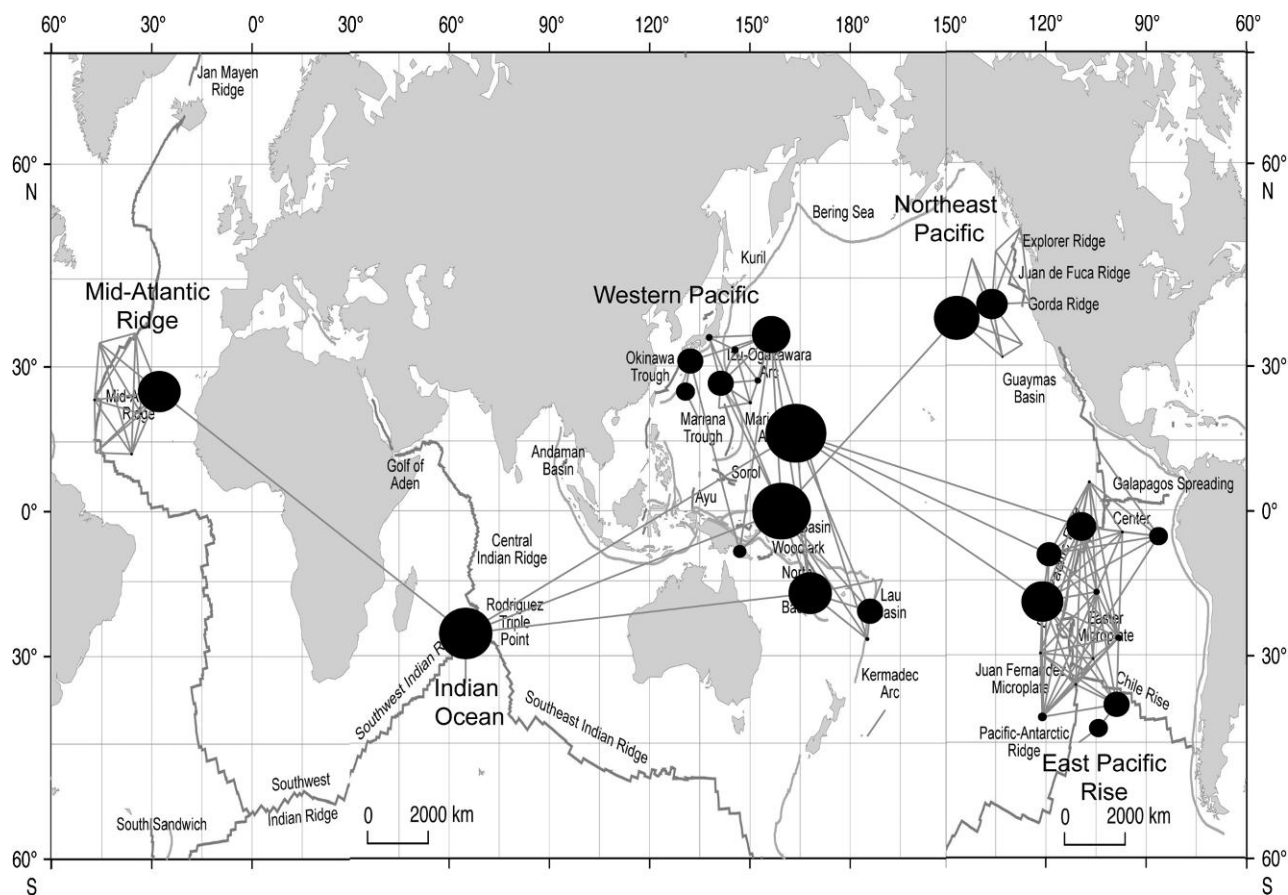 60° 30° 0° 30° 60° 90° 120° 150° 180° 150° 120° 90° 60°
Jan Mayen
Ridge
60°
N
60°
N
Bering Sea
Northeast
Pacific
Explorer Ridge
Kuril
Juan de Fuca Ridge
Gorda Ridge
Mid-Atlantic
Ridge
Western Pacific
Okinawa
Trough
Izu-Ogasawara
Arc
30°
30°
Guaymas
Basin
Ridge
Mariana
Trough
Andaman
Basin
Golf of
Aden
Sorol
Ayu
Galapagos Spreading
Center
0°
0°
Central
Indian Ridge
Woodlark
Rodriguez
Triple
Point
Lau
30°
30°
Southwest Indian
Indian
Ocean
Kermadec
Arc
Juan Fernandez
Microplate
Easter
Microplate
Chile Rise
Southeast Indian Ridge
Pacific-Antarctic
Ridge
East Pacific
Rise
Southwest
Indian Ridge
South Sandwich
0 2000 km
0 2000 km
60°
S
60°
S